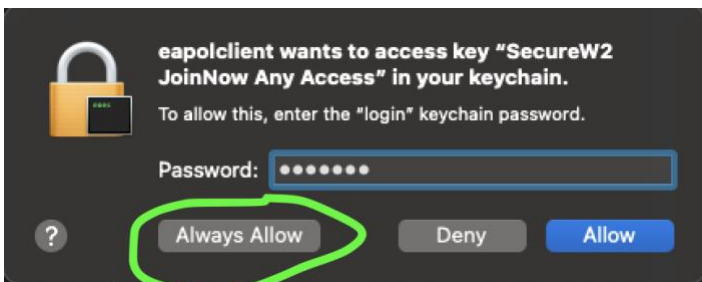 eapolclient wants to access key “SecureW2
JoinNow Any Access” in your keychain.
To allow this, enter the “login” keychain password.
Password: ●●●●●●●
? Always Allow Deny Allow